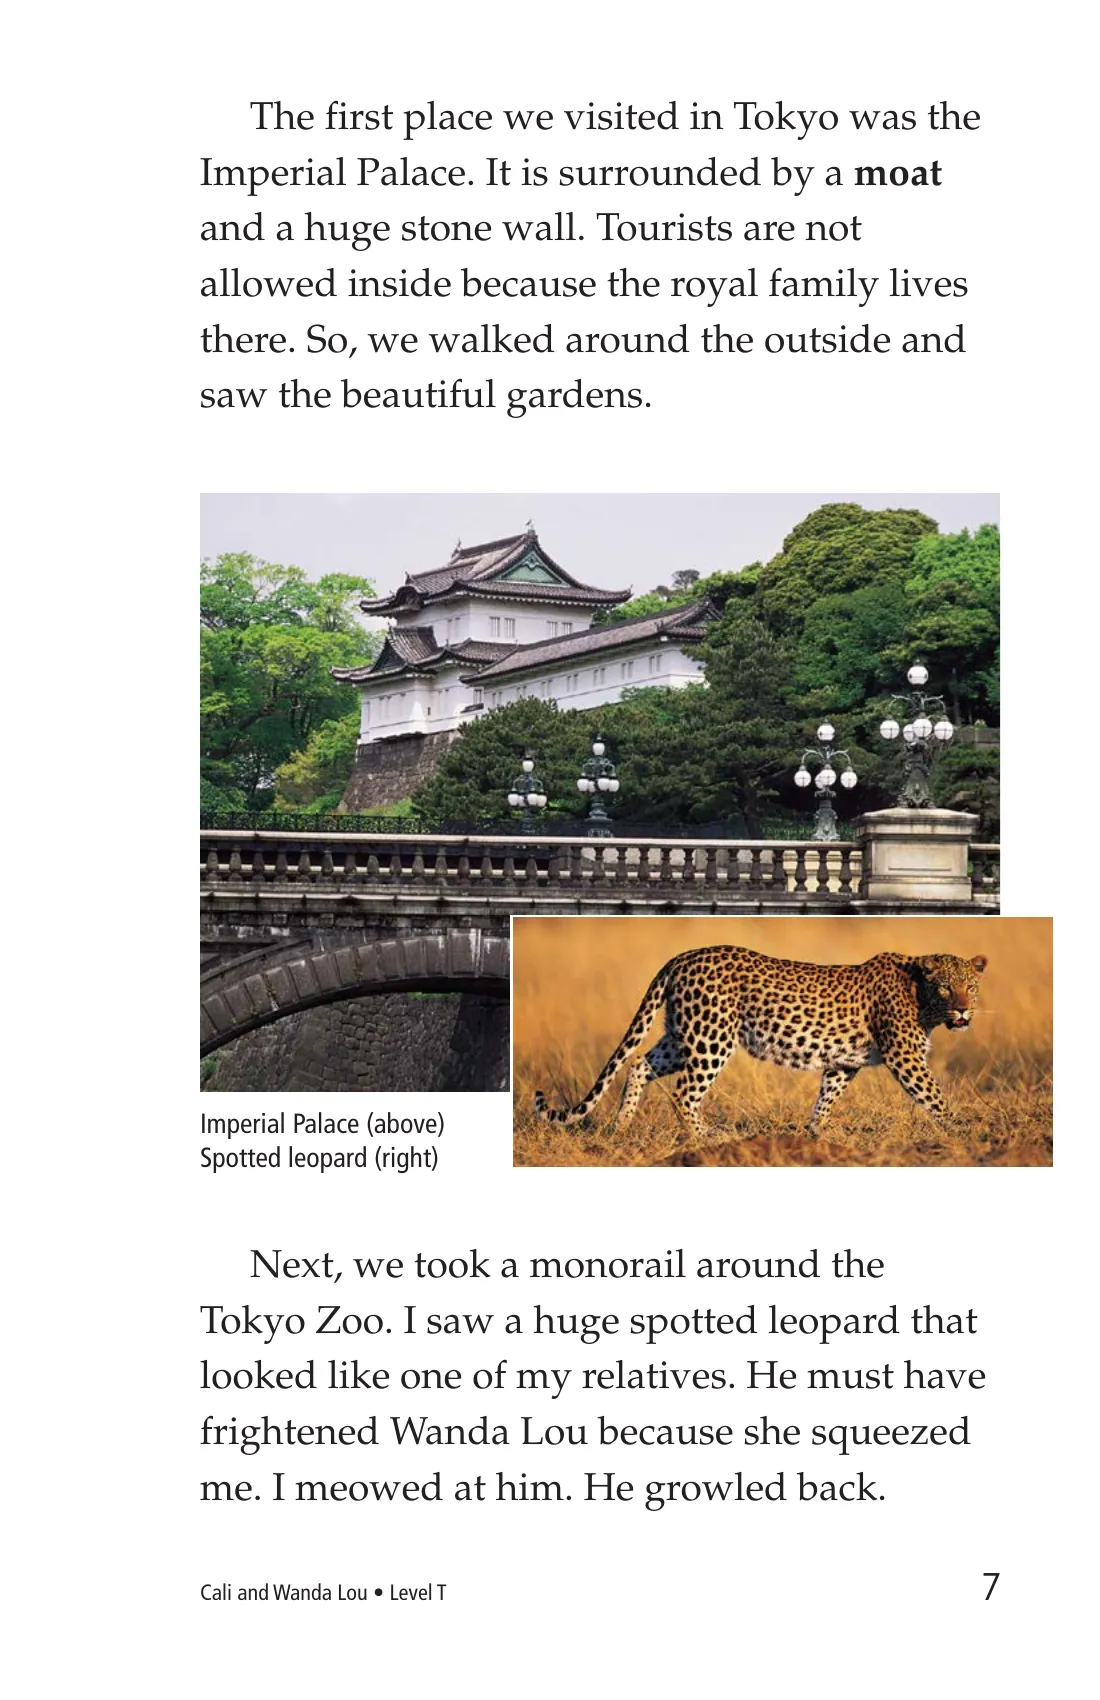 The first place we visited in Tokyo was the
Imperial Palace. It is surrounded by a moat
and a huge stone wall. Tourists are not
allowed inside because the royal family lives
there. So, we walked around the outside and
saw the beautiful gardens.
Imperial Palace (above)
Spotted leopard (right)
Next, we took a monorail around the
Tokyo Zoo. I saw a huge spotted leopard that
looked like one of my relatives. He must have
frightened Wanda Lou because she squeezed
me. I meowed at him. He growled back.
Cali and Wanda Lou • Level T
7